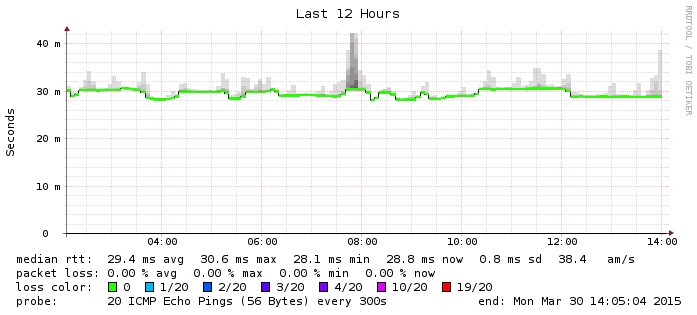 Last 12 Hours
RRDTOOL / TOBI OETIKER
Seconds
40 m
30 m
20 m
10 m
0
04:00 06:00 08:00 10:00 12:00 14:00
median rtt: 29.4 ms avg 30.6 ms max 28.1 ms min 28.8 ms now 0.8 ms sd 38.4 am/s
packet loss: 0.00 % avg 0.00 % max 0.00 % min 0.00 % now
loss color: 0 1/20 2/20 3/20 4/20 10/20 19/20
probe: 20 ICMP Echo Pings (56 Bytes) every 300s end: Mon Mar 30 14:05:04 2015